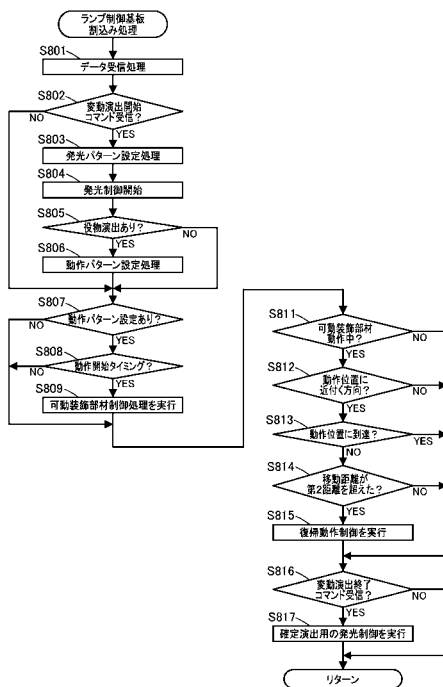 ランプ制御基板
割込み処理
S801
データ受信処理
S802
変動演出開始
コマンド受信？
NO
YES
S803
発光パターン設定処理
S804
発光制御開始
S805
役物演出あり？
NO
YES
S806
動作パターン設定処理
S807
動作パターン設定あり？
NO
YES
S808
動作開始タイミング？
NO
YES
S809
可動装飾部材制御処理を実行
S811
可動装飾部材
動作中？
NO
YES
S812
動作位置に
近付く方向？
NO
YES
S813
動作位置に到達？
YES
NO
S814
移動距離が
第2距離を超えた？
NO
YES
S815
復帰動作制御を実行
S816
変動演出終了
コマンド受信？
NO
YES
S817
確定演出用の発光制御を実行
リターン